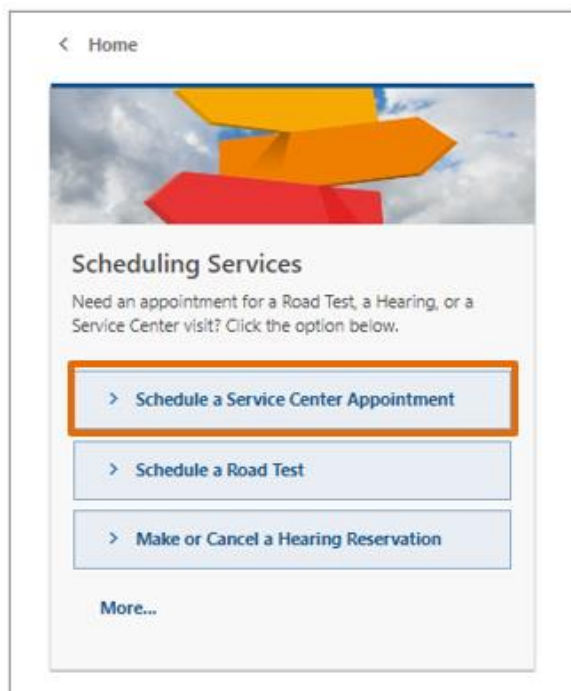 Home
Scheduling Services
Need an appointment for a Road Test, a Hearing, or a
Service Center visit? Click the option below.
Schedule a Service Center Appointment
Schedule a Road Test
Make or Cancel a Hearing Reservation
More...